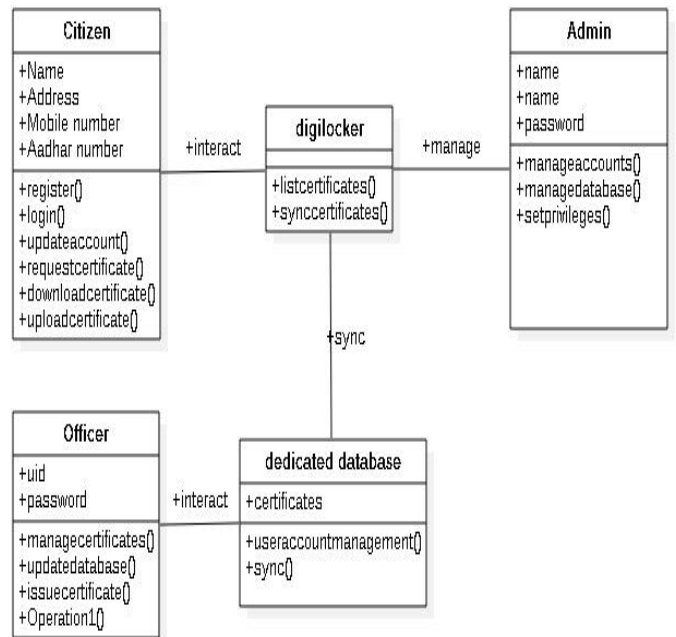 Citizen
+Name
+Address
+Mobile number
+Aadhar number
+register()
+login()
+updateaccount()
+requestcertificate()
+downloadcertificate()
+uploadcertificate()
+interact
digilocker
+listcertificates()
+synccertificates()
+manage
Admin
+name
+name
+password
+manageaccounts()
+managedatabase()
+setprivileges()
+sync
Officer
+uid
+password
+managecertificates()
+updatedatabase()
+issuecertificate()
+Operation1()
+interact
dedicated database
+certificates
+useraccountmanagement()
+sync()